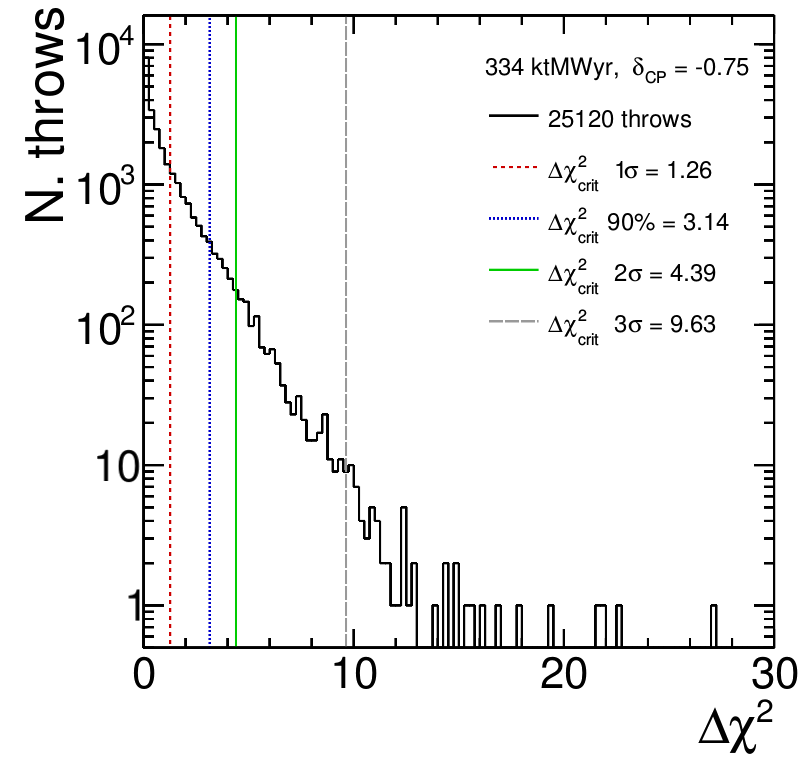 N. throws
10⁴
10³
10²
10
1
334 ktMWyr, δCP = -0.75
25120 throws
Δχ²crit 1σ = 1.26
Δχ²crit 90% = 3.14
Δχ²crit 2σ = 4.39
Δχ²crit 3σ = 9.63
0 10 20 30
Δχ²